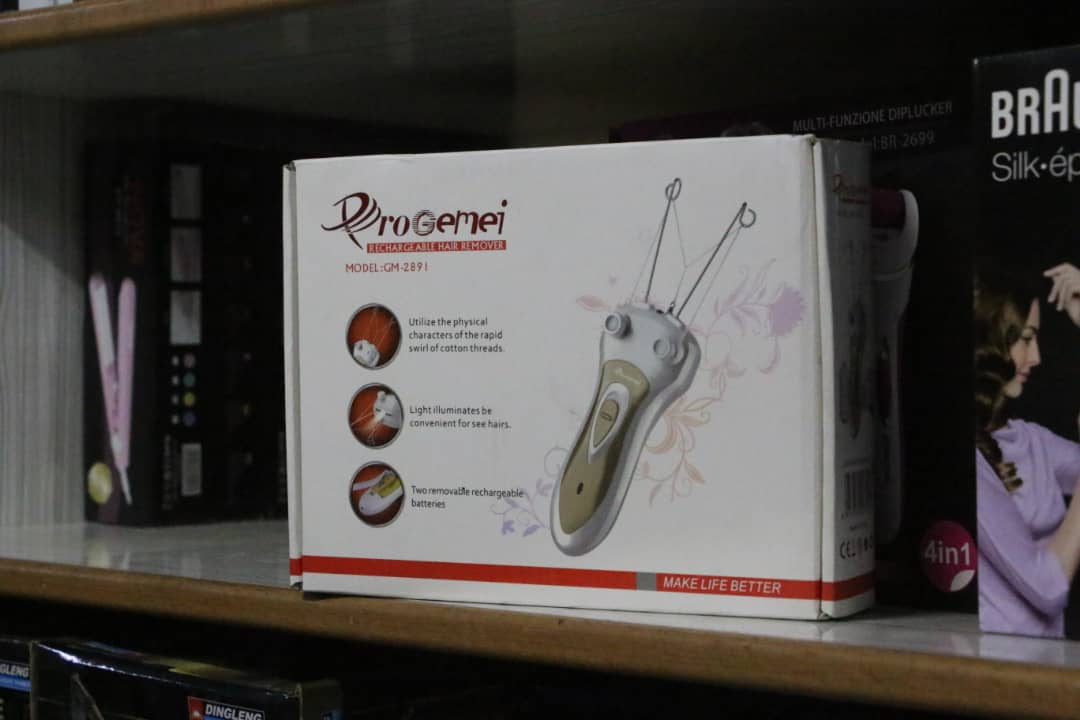 ProGemei
RECHARGEABLE HAIR REMOVER
MODEL:GM-2891
Utilize the physical
characters of the rapid
swirl of cotton threads.
Light illuminates be
convenient for see hairs.
Two removable rechargeable
batteries
MAKE LIFE BETTER
MULTI-FUNZIONE DIPLUCKER
BR-2699
4in1
BRAU
Silk·ép
GLENG
DINGLENG